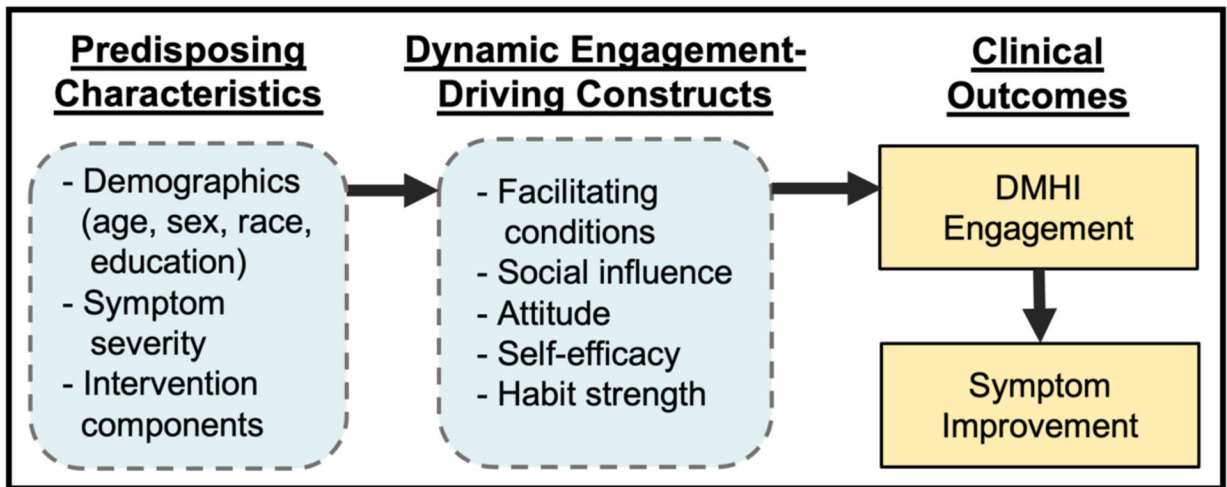 Predisposing
Characteristics
- Demographics
(age, sex, race,
education)
- Symptom
severity
- Intervention
components
Dynamic Engagement-
Driving Constructs
- Facilitating
conditions
- Social influence
- Attitude
- Self-efficacy
- Habit strength
Clinical
Outcomes
DMHI
Engagement
Symptom
Improvement